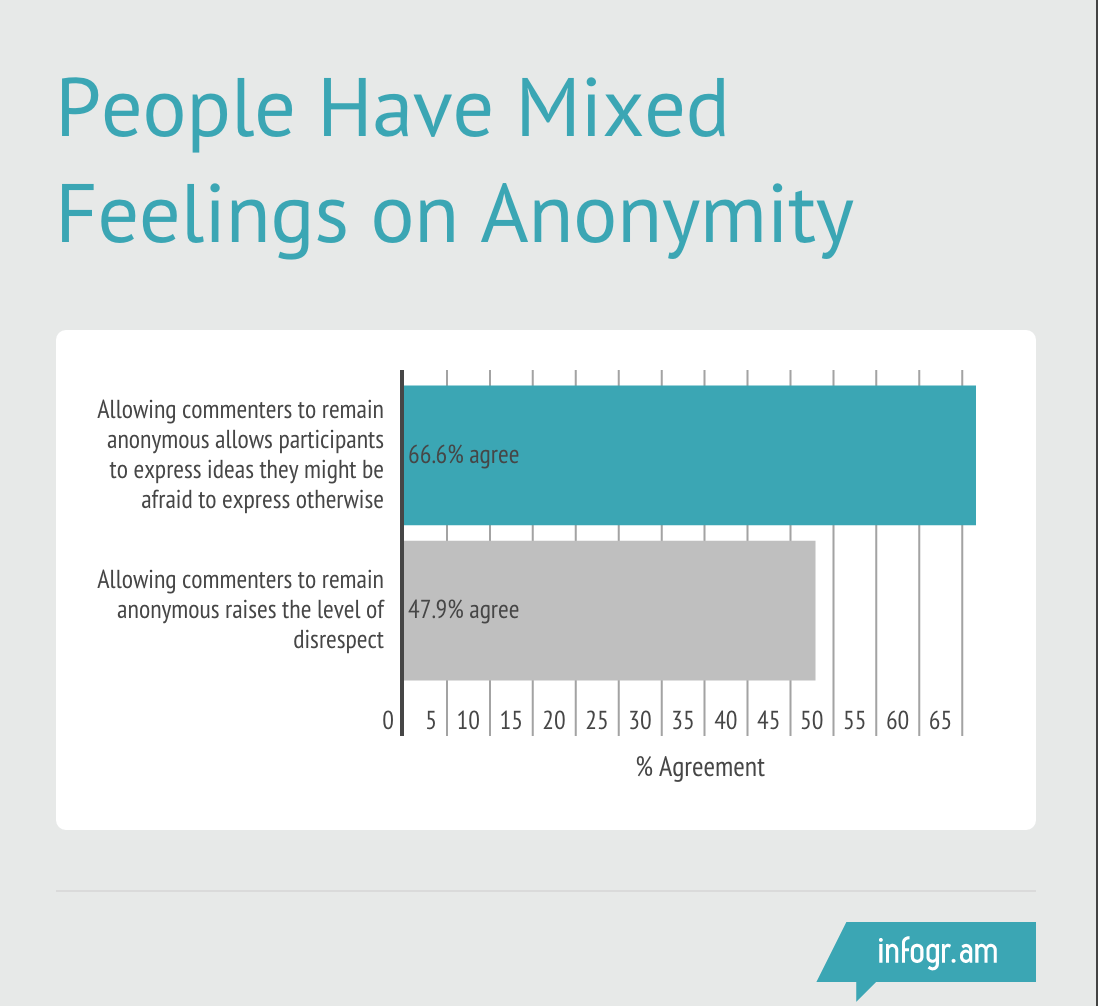 People Have Mixed
Feelings on Anonymity
Allowing commenters to remain
anonymous allows participants
to express ideas they might be
afraid to express otherwise
66.6% agree
Allowing commenters to remain
anonymous raises the level of
disrespect
47.9% agree
0 5 10 15 20 25 30 35 40 45 50 55 60 65
% Agreement
infogr.am